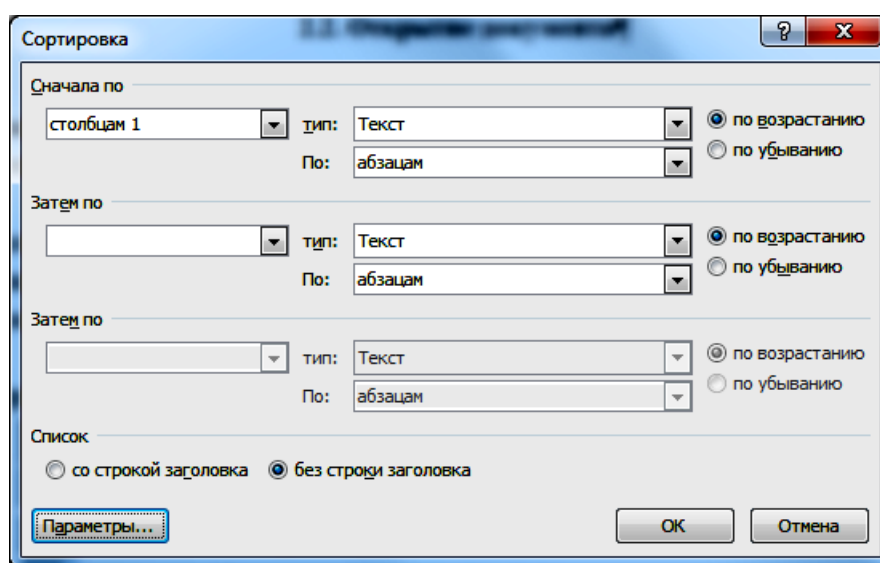 Сортировка
Сначала по
столбцам 1 тип: Текст по возрастанию
По: абзацам по убыванию
Затем по
тип: Текст по возрастанию
По: абзацам по убыванию
Затем по
тип: Текст по возрастанию
По: абзацам по убыванию
Список
со строкой заголовка без строки заголовка
Параметры... ОК Отмена